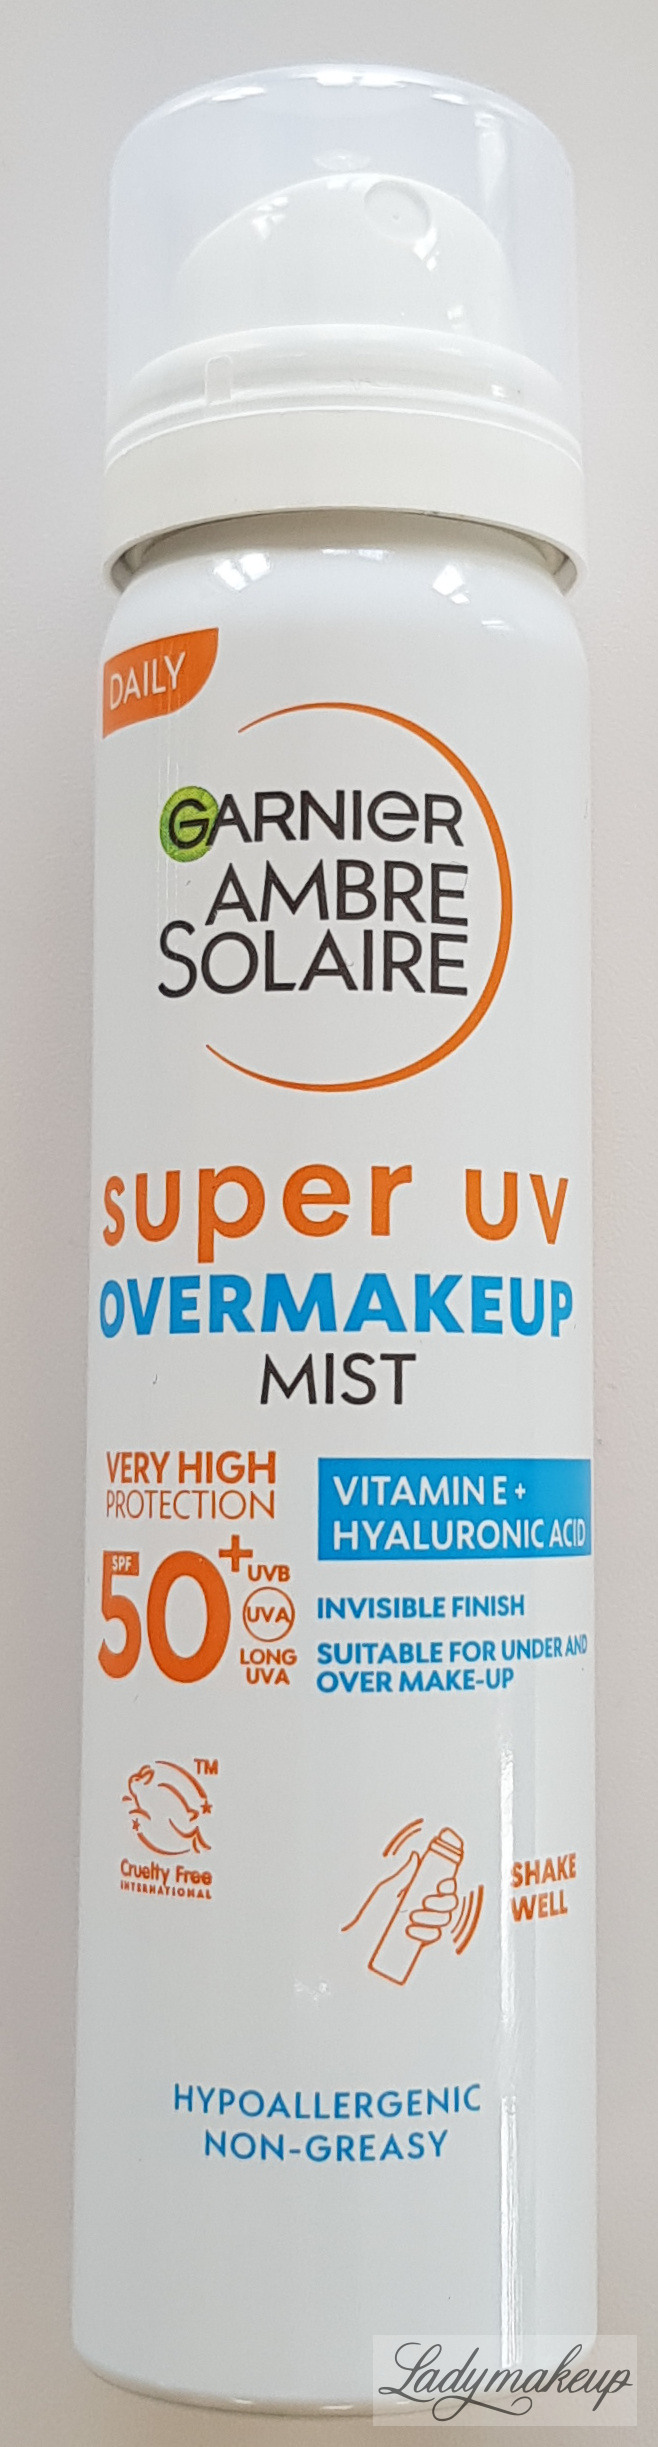 DAILY
GARNIER
AMBRE
SOLAIRE
super uv
OVERMAKEUP
MIST
VERY HIGH
PROTECTION
SPF
50+
UVB
UVA
LONG
UVA
VITAMIN E +
HYALURONIC ACID
INVISIBLE FINISH
SUITABLE FOR UNDER AND
OVER MAKE-UP
TM
Cruelty Free
INTERNATIONAL
SHAKE
WELL
HYPOALLERGENIC
NON-GREASY
Ladymakeup